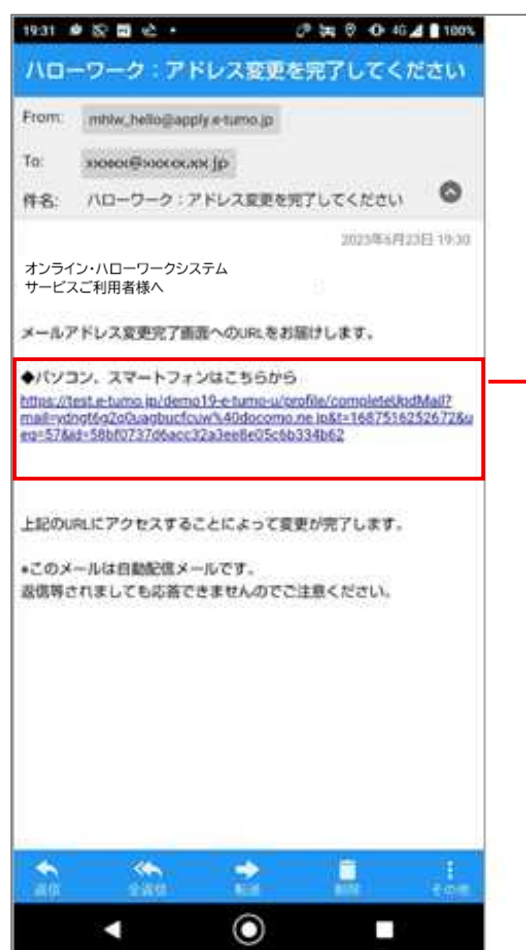 19:31 4G 100%
ハローワーク：アドレス変更を完了してください
From: mhlw_hello@apply.e-tumo.jp
To: jp
件名: ハローワーク：アドレス変更を完了してください
2023年6月23日 19:30
オンライン・ハローワークシステム
サービスご利用者様へ
メールアドレス変更完了画面へのURLをお届けします。
◆パソコン、スマートフォンはこちらから
https://test.e-tumo.jp/demo19-e-tumo-u/profile/completeUpdMail?
上記のURLにアクセスすることによって変更が完了します。
*このメールは自動配信メールです。
返信等されましても応答できませんのでご注意ください。
返信 全返信 転送 削除 その他